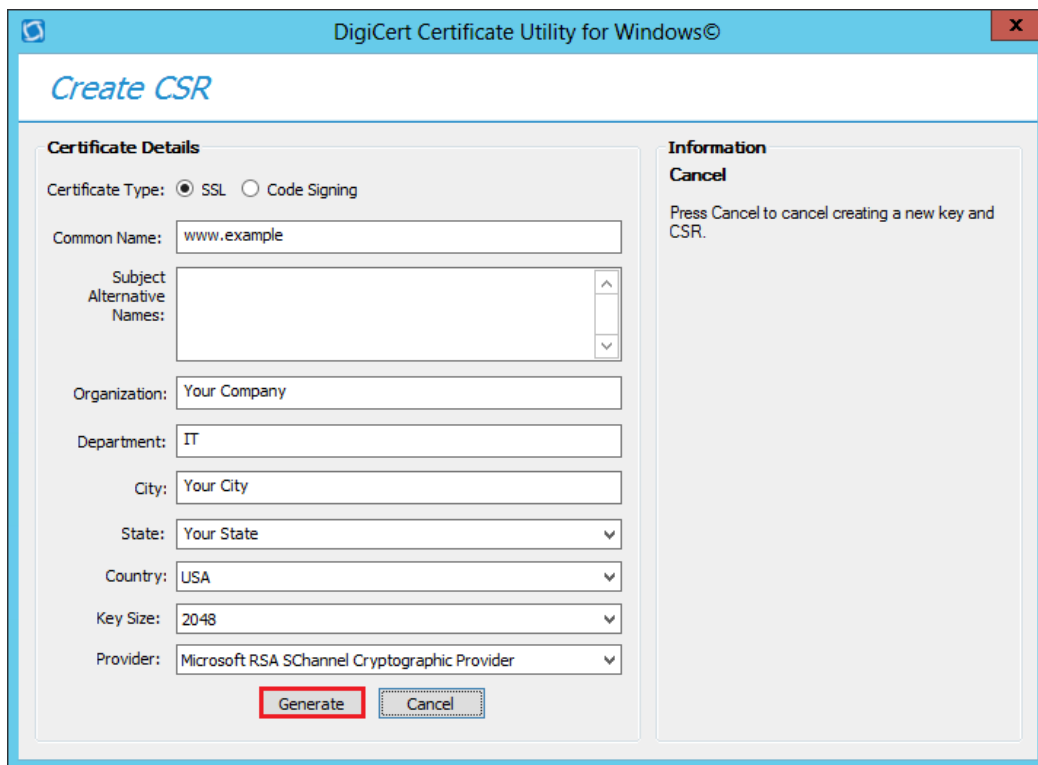 DigiCert Certificate Utility for Windows©
x
Create CSR
Certificate Details
Certificate Type: SSL Code Signing
Common Name: www.example
Subject
Alternative
Names:
Organization: Your Company
Department: IT
City: Your City
State: Your State
Country: USA
Key Size: 2048
Provider: Microsoft RSA SChannel Cryptographic Provider
Generate Cancel
Information
Cancel
Press Cancel to cancel creating a new key and
CSR.